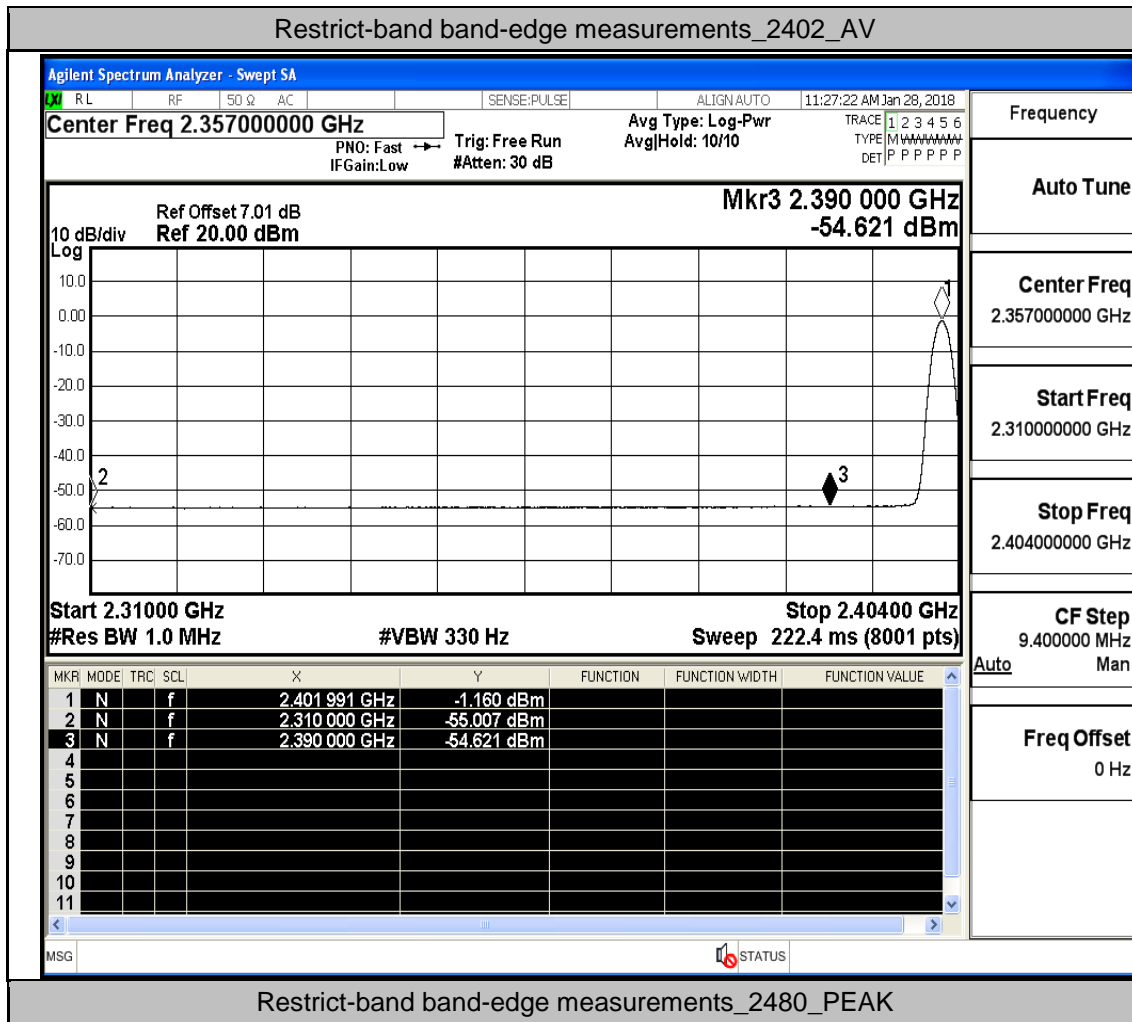 Restrict-band band-edge measurements_2402_AV
Agilent Spectrum Analyzer - Swept SA
LXI RL RF 50 Ω AC SENSE:PULSE ALIGN AUTO 11:27:22 AM Jan 28, 2018
Center Freq 2.357000000 GHz
PNO: Fast
IFGain:Low
Trig: Free Run
#Atten: 30 dB
Avg Type: Log-Pwr
Avg|Hold: 10/10
TRACE 1 2 3 4 5 6
TYPE M WWWWW
DET P P P P P P
Mkr3 2.390 000 GHz
-54.621 dBm
Ref Offset 7.01 dB
10 dB/div Ref 20.00 dBm
Log
10.0
0.00
-10.0
-20.0
-30.0
-40.0
-50.0
-60.0
-70.0
1
2
3
Start 2.31000 GHz Stop 2.40400 GHz
#Res BW 1.0 MHz #VBW 330 Hz Sweep 222.4 ms (8001 pts)
MKR MODE TRC SCL X Y FUNCTION FUNCTION WIDTH FUNCTION VALUE
1 N f 2.401 991 GHz -1.160 dBm
2 N f 2.310 000 GHz -55.007 dBm
3 N f 2.390 000 GHz -54.621 dBm
4
5
6
7
8
9
10
11
MSG STATUS
Frequency
Auto Tune
Center Freq
2.357000000 GHz
Start Freq
2.310000000 GHz
Stop Freq
2.404000000 GHz
CF Step
9.400000 MHz
Auto Man
Freq Offset
0 Hz
Restrict-band band-edge measurements_2480_PEAK